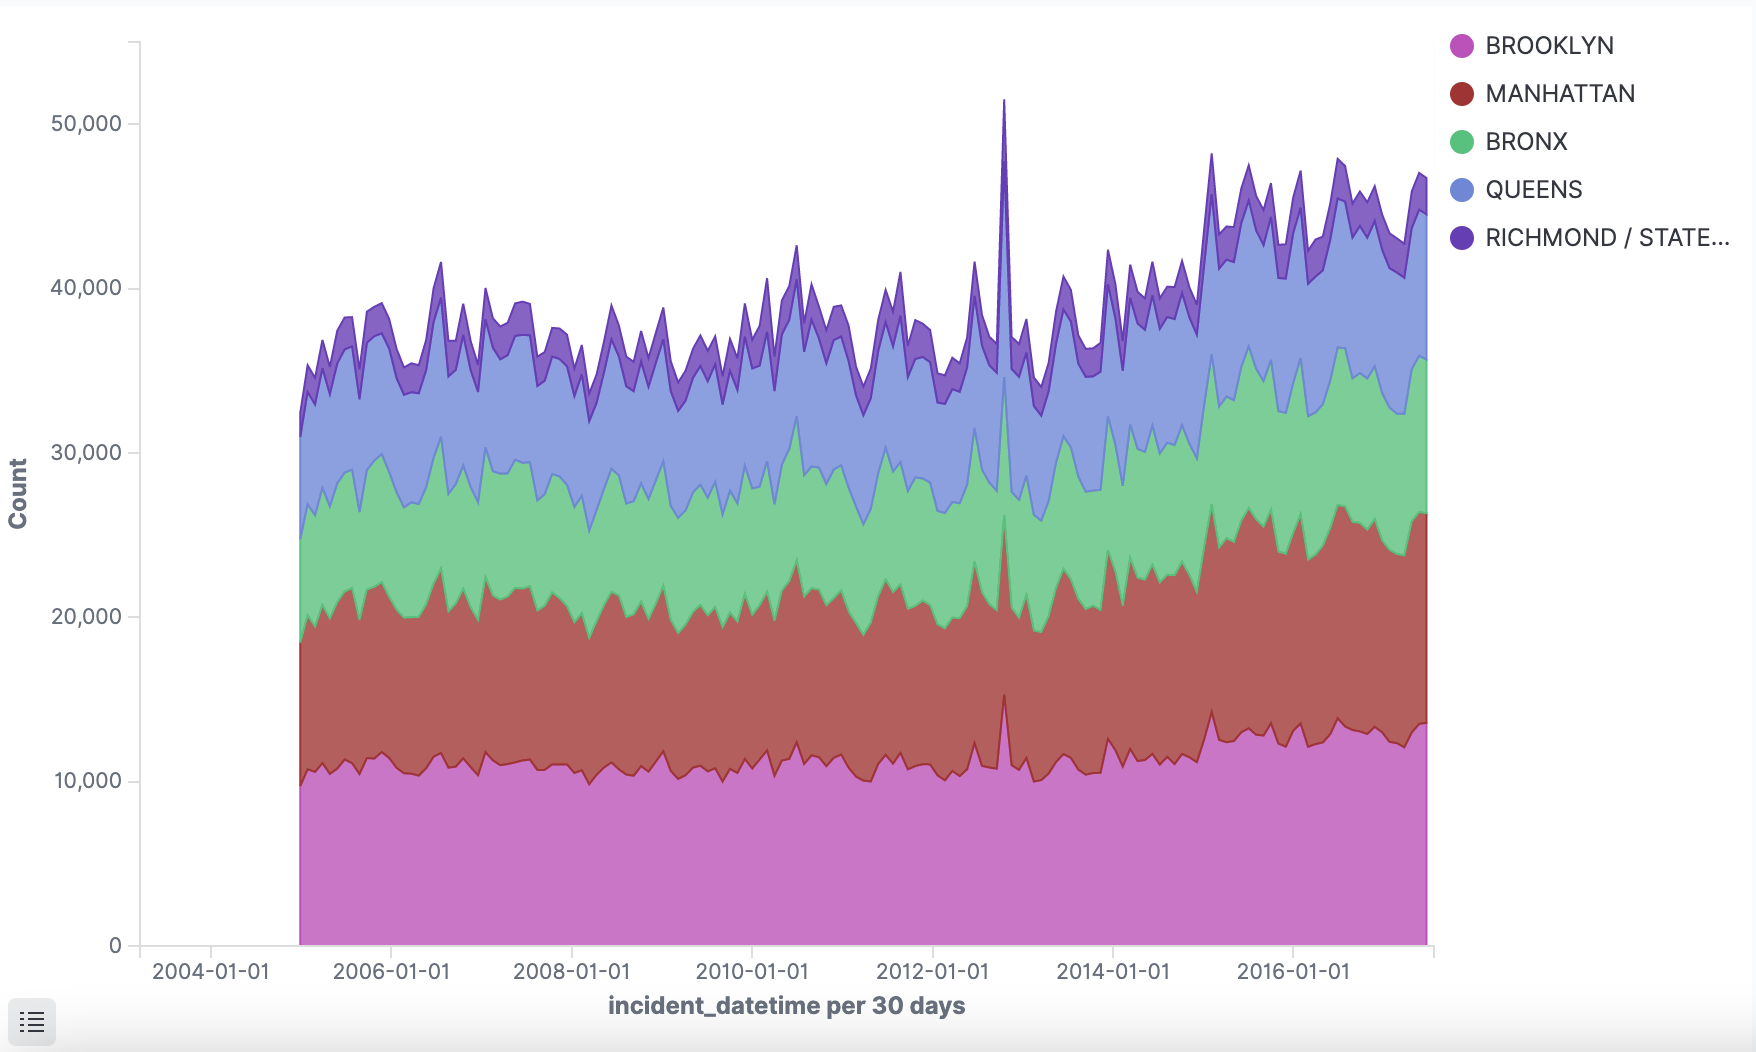 BROOKLYN
MANHATTAN
BRONX
QUEENS
RICHMOND / STATE...
50,000
40,000
30,000
20,000
10,000
0
Count
2004-01-01 2006-01-01 2008-01-01 2010-01-01 2012-01-01 2014-01-01 2016-01-01
incident_datetime per 30 days